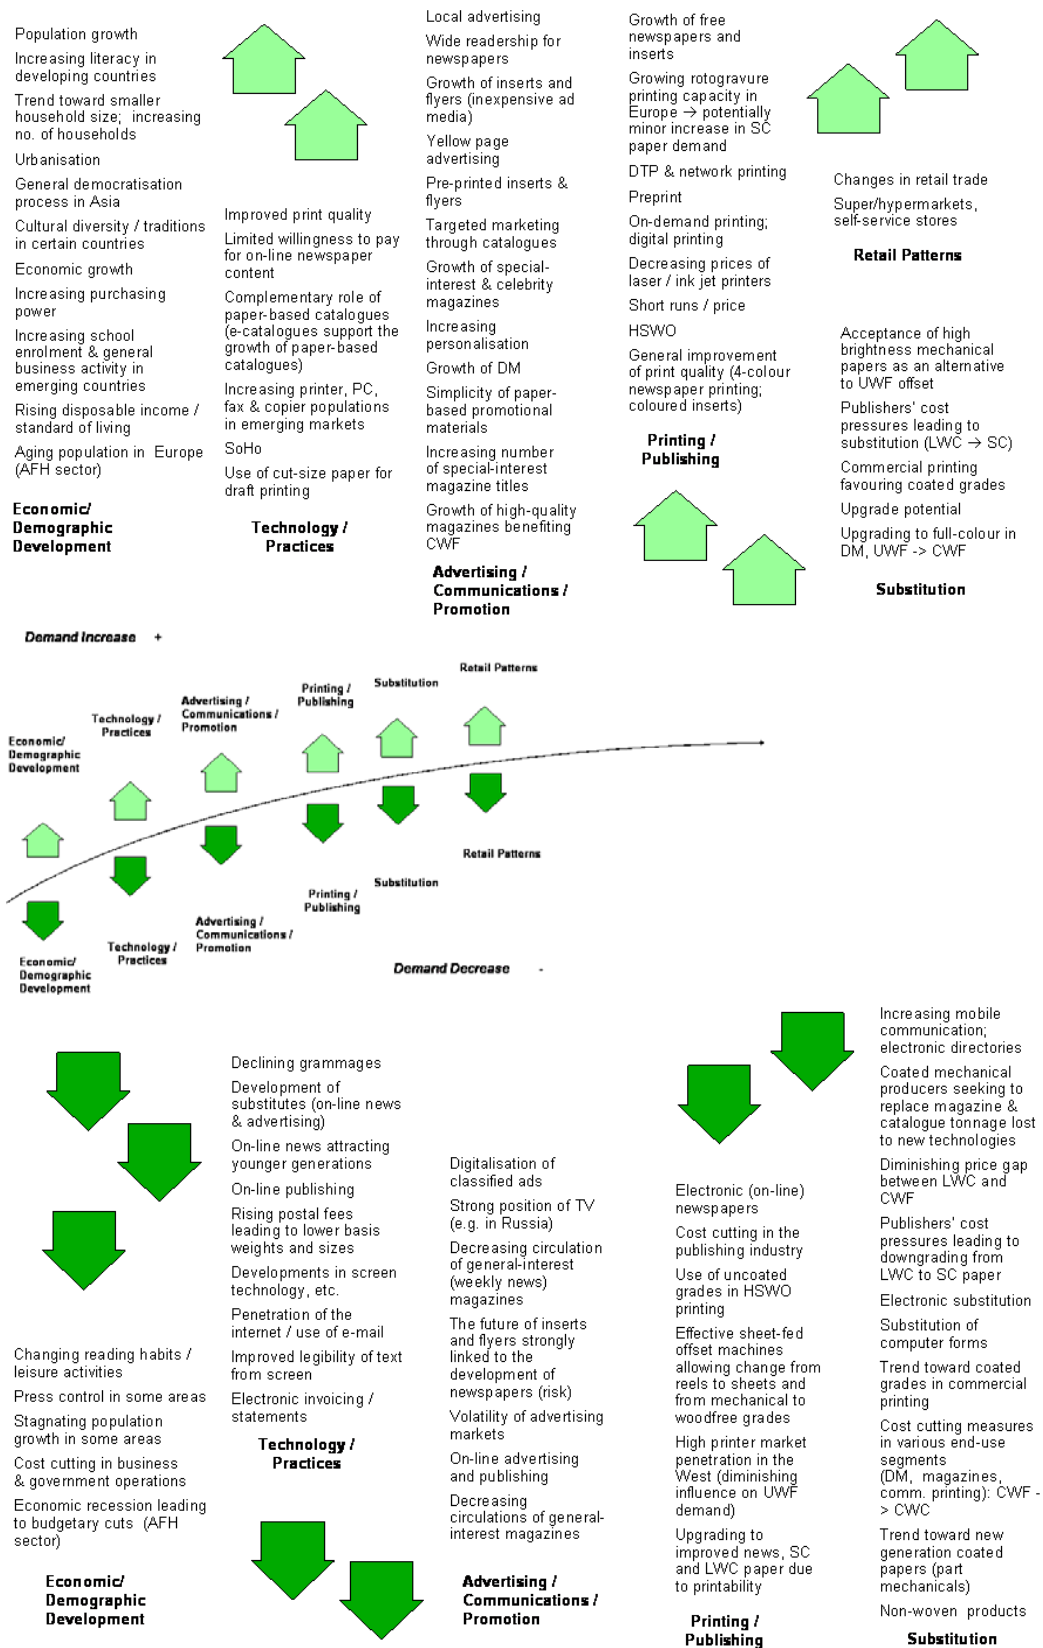 Population growth
Increasing literacy in
developing countries
Trend toward smaller
household size; increasing
no. of households
Urbanisation
General democratisation
process in Asia
Cultural diversity / traditions
in certain countries
Economic growth
Increasing purchasing
power
Increasing school
enrolment & general
business activity in
emerging countries
Rising disposable income /
standard of living
Aging population in Europe
(AFH sector)
Economic/
Demographic
Development
Improved print quality
Limited willingness to pay
for on-line newspaper
content
Complementary role of
paper-based catalogues
(e-catalogues support the
growth of paper-based
catalogues)
Increasing printer, PC,
fax & copier populations
in emerging markets
SoHo
Use of cut-size paper for
draft printing
Technology /
Practices
Local advertising
Wide readership for
newspapers
Growth of inserts and
flyers (inexpensive ad
media)
Yellow page
advertising
Pre-printed inserts &
flyers
Targeted marketing
through catalogues
Growth of special-
interest & celebrity
magazines
Increasing
personalisation
Growth of DM
Simplicity of paper-
based promotional
materials
Increasing number
of special-interest
magazine titles
Growth of high-quality
magazines benefiting
CWF
Advertising /
Communications /
Promotion
Growth of free
newspapers and
inserts
Growing rotogravure
printing capacity in
Europe → potentially
minor increase in SC
paper demand
DTP & network printing
Preprint
On-demand printing;
digital printing
Decreasing prices of
laser / ink jet printers
Short runs / price
HSWO
General improvement
of print quality (4-colour
newspaper printing;
coloured inserts)
Printing /
Publishing
Changes in retail trade
Super/hypermarkets,
self-service stores
Retail Patterns
Acceptance of high
brightness mechanical
papers as an alternative
to UWF offset
Publishers' cost
pressures leading to
substitution (LWC → SC)
Commercial printing
favouring coated grades
Upgrade potential
Upgrading to full-colour in
DM, UWF -> CWF
Substitution
Demand Increase +
Economic/
Demographic
Development
Technology /
Practices
Advertising /
Communications /
Promotion
Printing /
Publishing
Substitution
Retail Patterns
Economic/
Demographic
Development
Technology /
Practices
Advertising /
Communications /
Promotion
Printing /
Publishing
Substitution
Retail Patterns
Demand Decrease -
Changing reading habits /
leisure activities
Press control in some areas
Stagnating population
growth in some areas
Cost cutting in business
& government operations
Economic recession leading
to budgetary cuts (AFH
sector)
Economic/
Demographic
Development
Declining grammages
Development of
substitutes (on-line news
& advertising)
On-line news attracting
younger generations
On-line publishing
Rising postal fees
leading to lower basis
weights and sizes
Developments in screen
technology, etc.
Penetration of the
internet / use of e-mail
Improved legibility of text
from screen
Electronic invoicing /
statements
Technology /
Practices
Digitalisation of
classified ads
Strong position of TV
(e.g. in Russia)
Decreasing circulation
of general-interest
(weekly news)
magazines
The future of inserts
and flyers strongly
linked to the
development of
newspapers (risk)
Volatility of advertising
markets
On-line advertising
and publishing
Decreasing
circulations of general-
interest magazines
Advertising /
Communications /
Promotion
Electronic (on-line)
newspapers
Cost cutting in the
publishing industry
Use of uncoated
grades in HSWO
printing
Effective sheet-fed
offset machines
allowing change from
reels to sheets and
from mechanical to
woodfree grades
High printer market
penetration in the
West (diminishing
influence on UWF
demand)
Upgrading to
improved news, SC
and LWC paper due
to printability
Printing /
Publishing
Increasing mobile
communication;
electronic directories
Coated mechanical
producers seeking to
replace magazine &
catalogue tonnage lost
to new technologies
Diminishing price gap
between LWC and
CWF
Publishers' cost
pressures leading to
downgrading from
LWC to SC paper
Electronic substitution
Substitution of
computer forms
Trend toward coated
grades in commercial
printing
Cost cutting measures
in various end-use
segments
(DM, magazines,
comm. printing): CWF -
> CWC
Trend toward new
generation coated
papers (part
mechanicals)
Non-woven products
Substitution